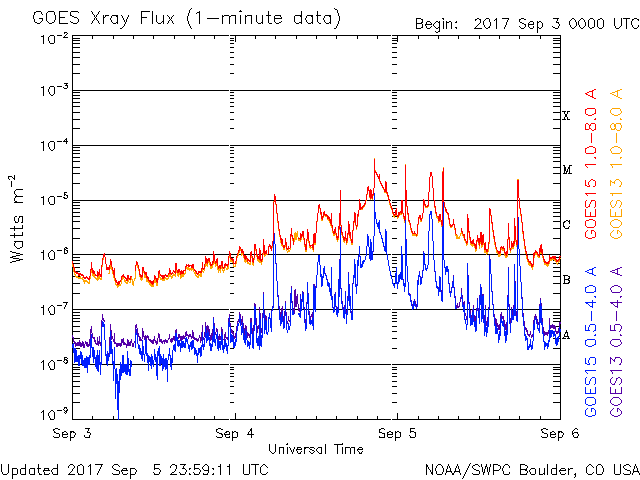 GOES Xray Flux (1-minute data)
Begin: 2017 Sep 3 0000 UTC
Watts m-2
10-2
10-3
10-4
10-5
10-6
10-7
10-8
10-9
X
M
C
B
A
GOES15 1.0-8.0 A
GOES13 1.0-8.0 A
GOES15 0.5-4.0 A
GOES13 0.5-4.0 A
Sep 3
Sep 4
Sep 5
Sep 6
Universal Time
Updated 2017 Sep 5 23:59:11 UTC
NOAA/SWPC Boulder, CO USA